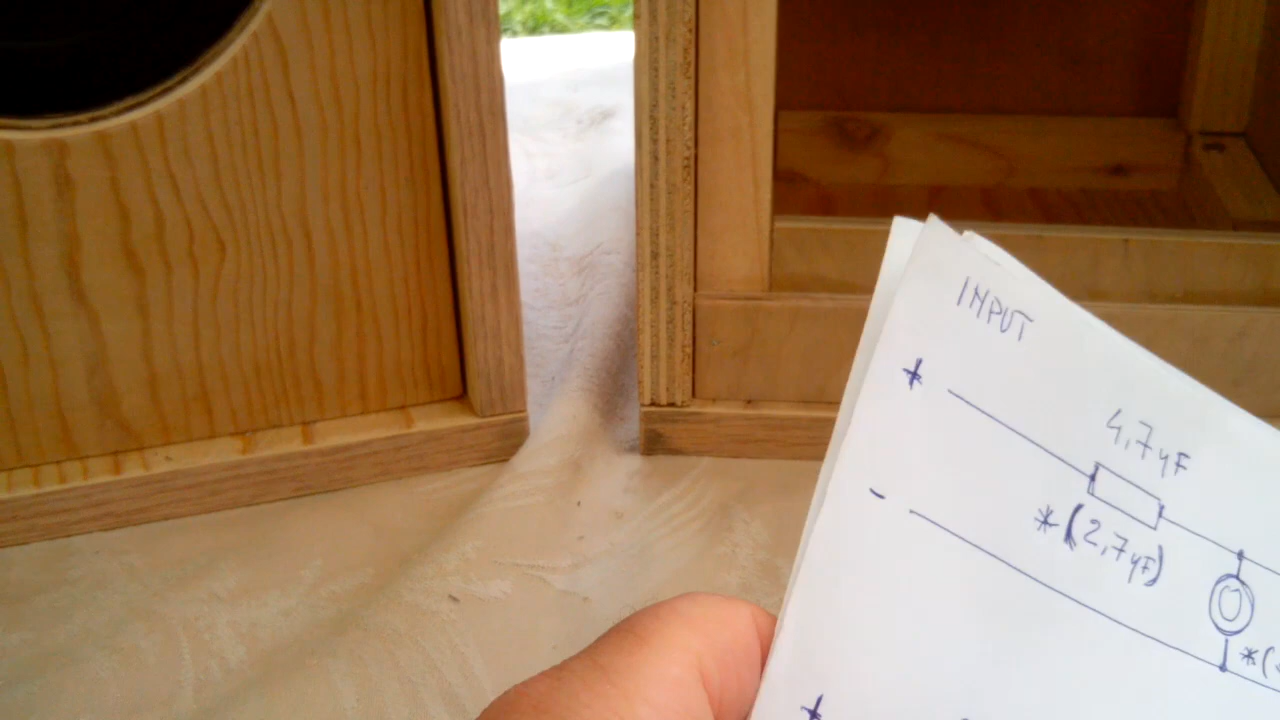 INPUT
+
4,7µF
-
*(2,7µF)
*(
+